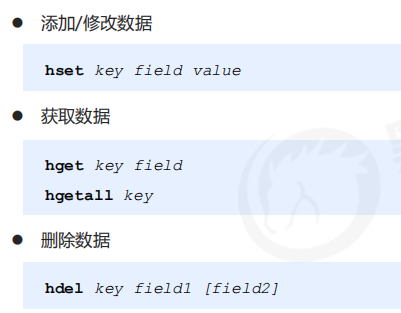 ● 添加/修改数据
hset key field value
● 获取数据
hget key field
hgetall key
● 删除数据
hdel key field1 [field2]